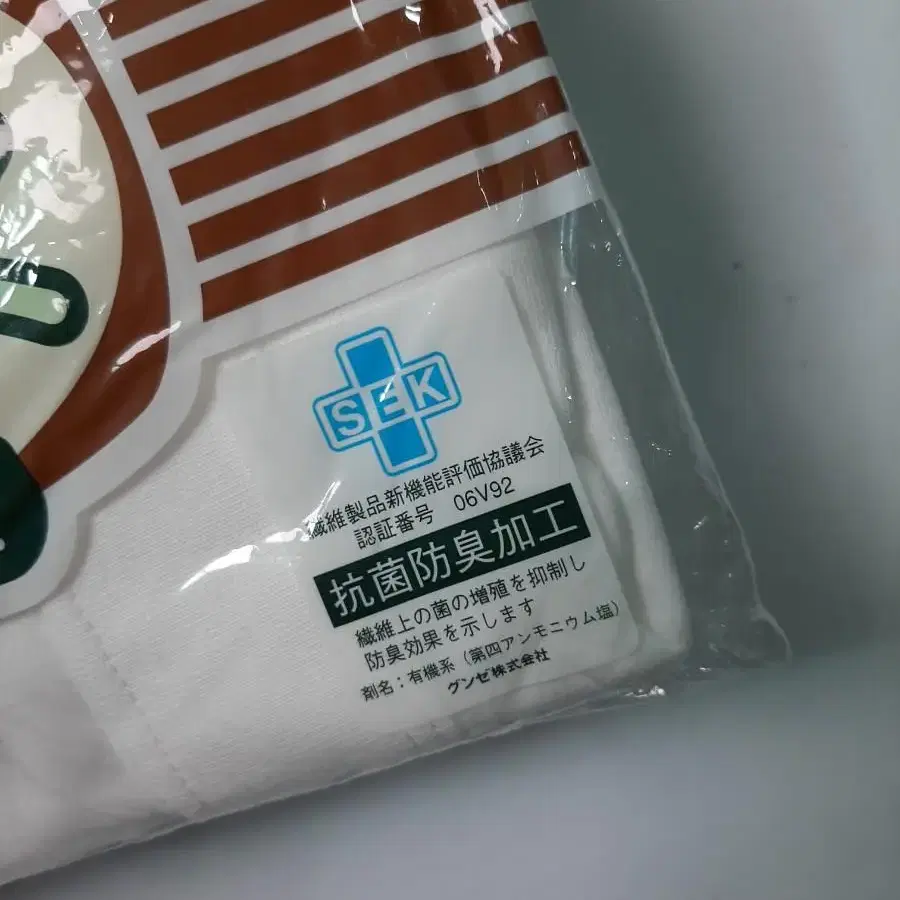 SEK
繊維製品新機能評価協議会
認証番号 06V92
抗菌防臭加工
繊維上の菌の増殖を抑制し
防臭効果を示します
剤名：有機系（第四アンモニウム塩）
グンゼ株式会社